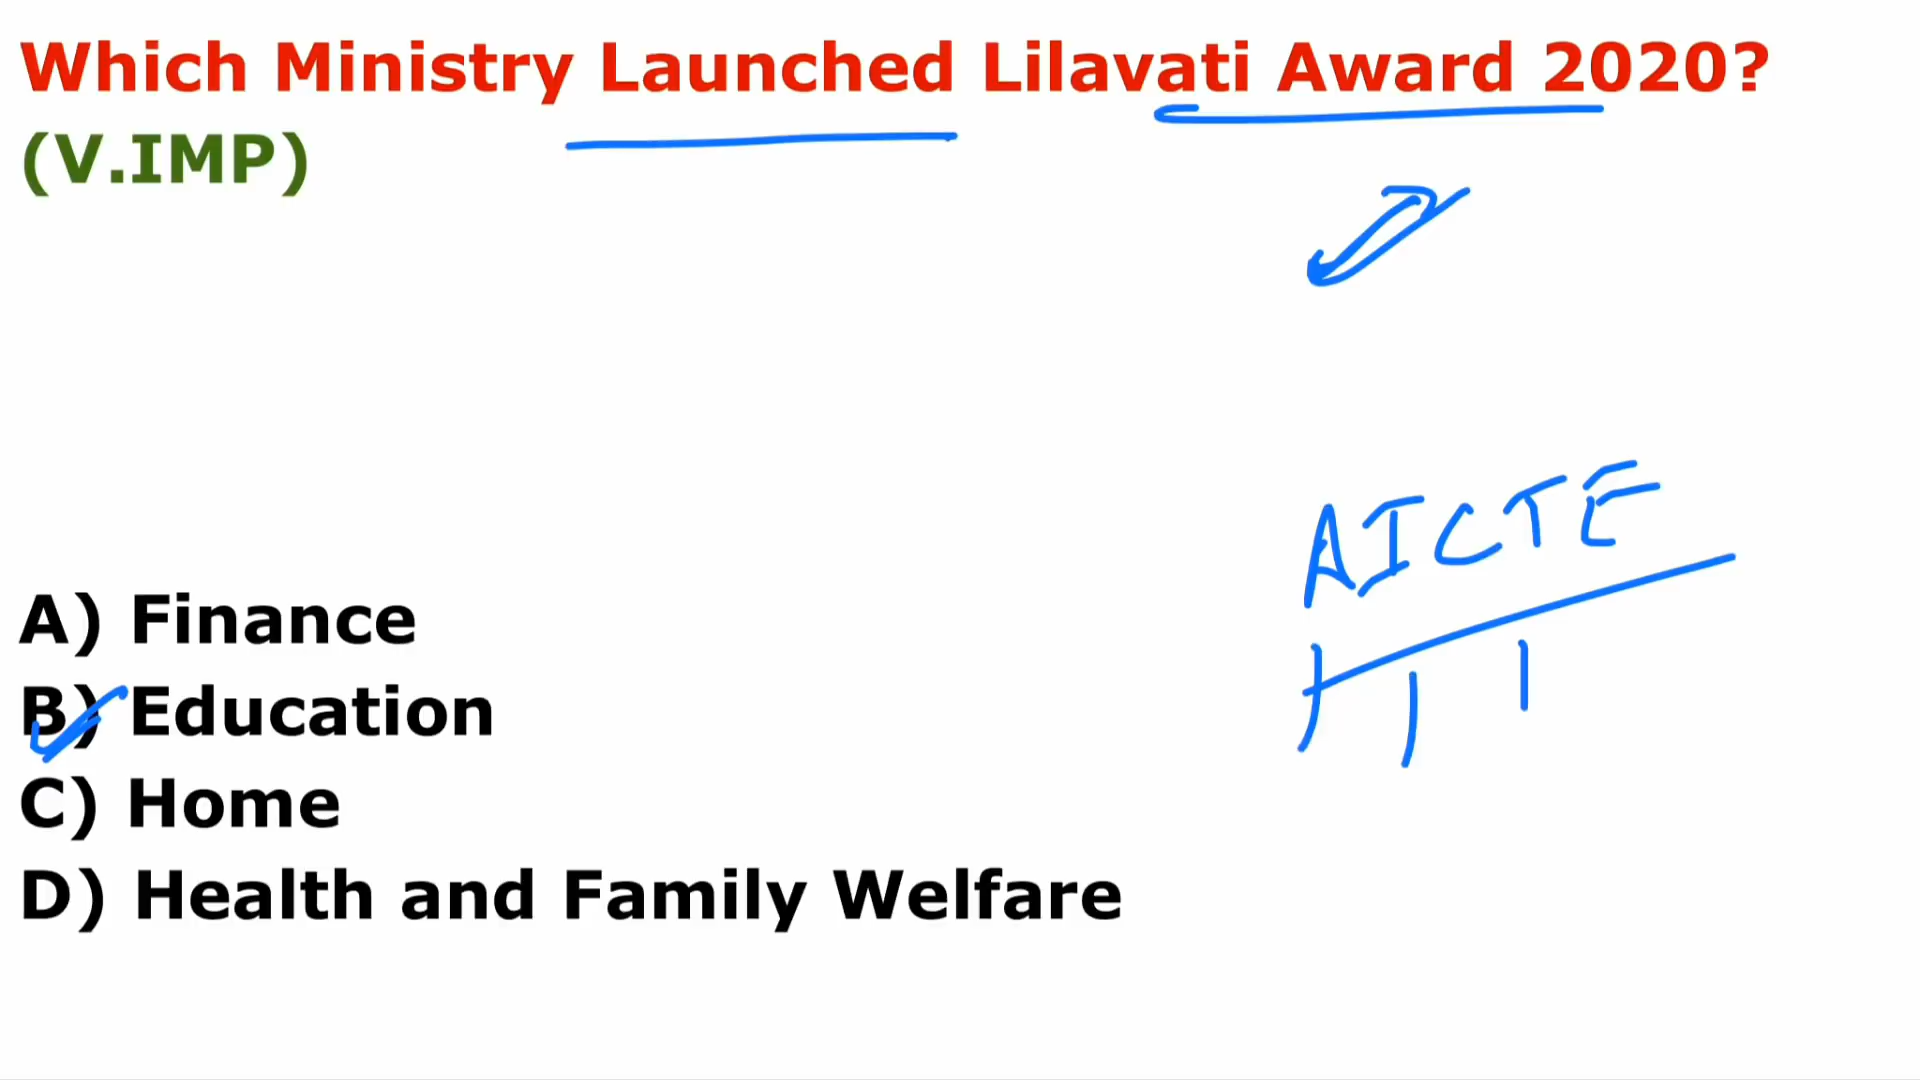 Which Ministry Launched Lilavati Award 2020?
(V.IMP)
AICTE
A) Finance
B) Education
C) Home
D) Health and Family Welfare